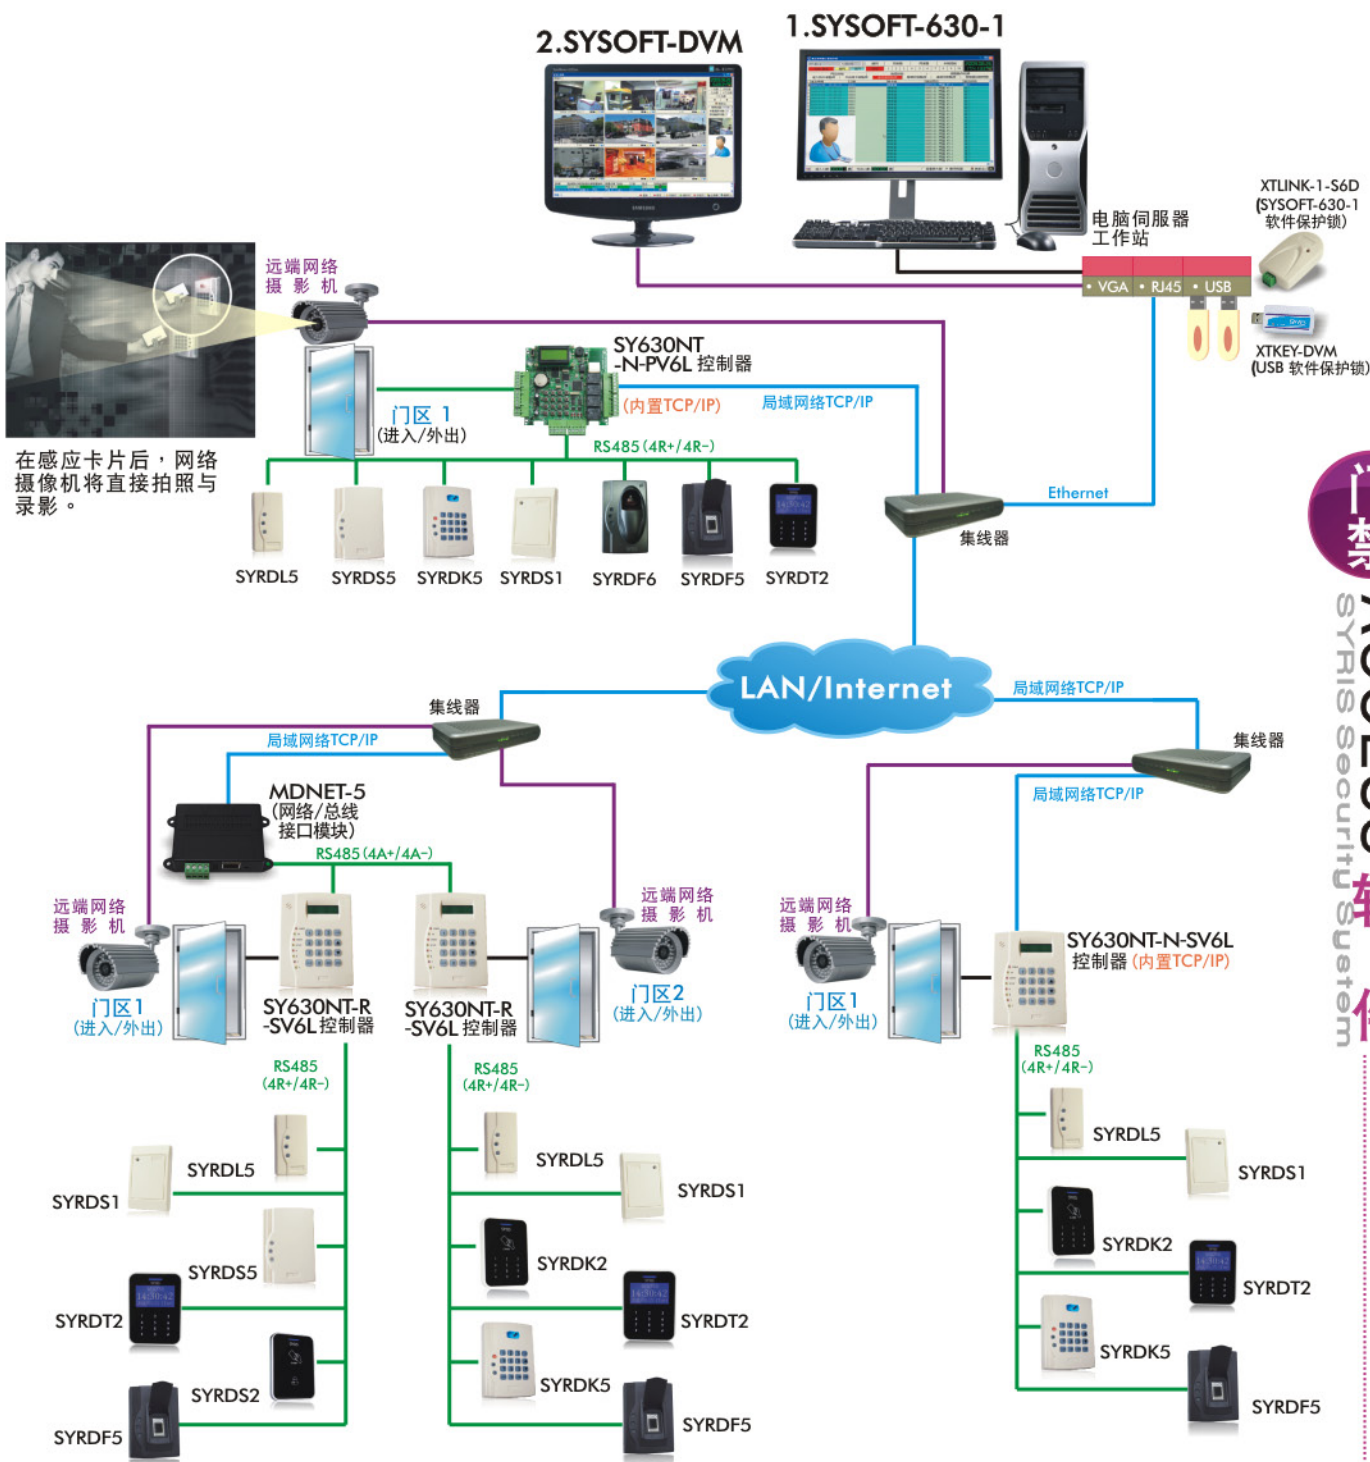 2.SYSOFT-DVM
1.SYSOFT-630-1
XTLINK-1-S6D
(SYSOFT-630-1
软件保护锁)
电脑伺服器
工作站
• VGA
• RJ45
• USB
XTKEY-DVM
(USB 软件保护锁)
远端网络
摄影机
SY630NT
-N-PV6L 控制器
(内置TCP/IP)
局域网络TCP/IP
门区 1
(进入/外出)
RS485(4R+/4R-)
在感应卡片后，网络
摄像机将直接拍照与
录影。
Ethernet
集线器
SYRDL5
SYRDS5
SYRDK5
SYRDS1
SYRDF6
SYRDF5
SYRDT2
LAN/Internet
局域网络TCP/IP
集线器
集线器
局域网络TCP/IP
局域网络TCP/IP
MDNET-5
(网络/总线
接口模块)
RS485(4A+/4A-)
远端网络
摄影机
远端网络
摄影机
远端网络
摄影机
门区1
(进入/外出)
SY630NT-R
-SV6L 控制器
SY630NT-R
-SV6L 控制器
门区2
(进入/外出)
门区1
(进入/外出)
SY630NT-N-SV6L
控制器 (内置TCP/IP)
RS485
(4R+/4R-)
RS485
(4R+/4R-)
RS485
(4R+/4R-)
SYRDL5
SYRDS1
SYRDS5
SYRDT2
SYRDS2
SYRDF5
SYRDL5
SYRDS1
SYRDK2
SYRDT2
SYRDK5
SYRDF5
SYRDL5
SYRDS1
SYRDK2
SYRDT2
SYRDK5
SYRDF5
门禁
SYRIS Security System